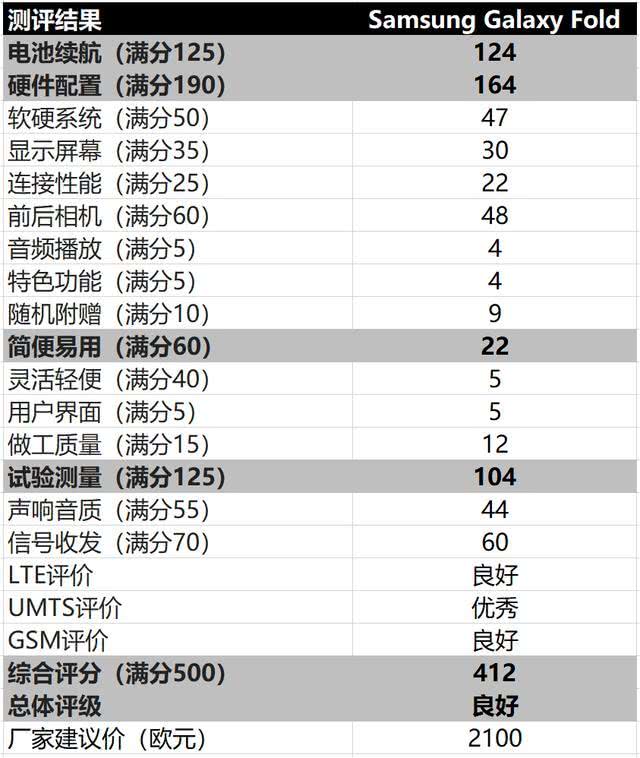 测评结果 Samsung Galaxy Fold
电池续航（满分125） 124
硬件配置（满分190） 164
软硬系统（满分50） 47
显示屏幕（满分35） 30
连接性能（满分25） 22
前后相机（满分60） 48
音频播放（满分5） 4
特色功能（满分5） 4
随机附赠（满分10） 9
简便易用（满分60） 22
灵活轻便（满分40） 5
用户界面（满分5） 5
做工质量（满分15） 12
试验测量（满分125） 104
声响音质（满分55） 44
信号收发（满分70） 60
LTE评价 良好
UMTS评价 优秀
GSM评价 良好
综合评分（满分500） 412
总体评级 良好
厂家建议价（欧元） 2100